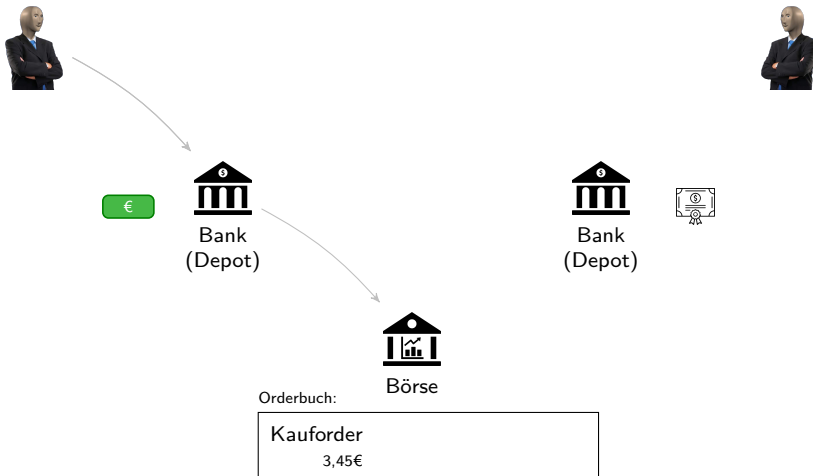 €
Bank
(Depot)
Bank
(Depot)
Börse
Orderbuch:
Kauforder
3,45€